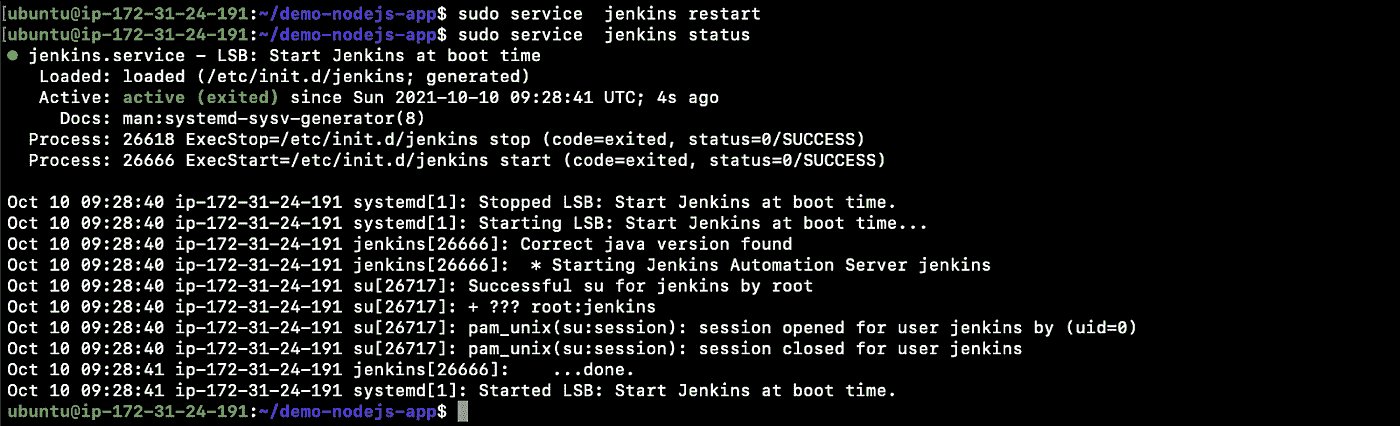 [ubuntu@ip-172-31-24-191:~/demo-nodejs-app$ sudo service  jenkins restart
[ubuntu@ip-172-31-24-191:~/demo-nodejs-app$ sudo service  jenkins status
● jenkins.service - LSB: Start Jenkins at boot time
   Loaded: loaded (/etc/init.d/jenkins; generated)
   Active: active (exited) since Sun 2021-10-10 09:28:41 UTC; 4s ago
     Docs: man:systemd-sysv-generator(8)
  Process: 26618 ExecStop=/etc/init.d/jenkins stop (code=exited, status=0/SUCCESS)
  Process: 26666 ExecStart=/etc/init.d/jenkins start (code=exited, status=0/SUCCESS)

Oct 10 09:28:40 ip-172-31-24-191 systemd[1]: Stopped LSB: Start Jenkins at boot time.
Oct 10 09:28:40 ip-172-31-24-191 systemd[1]: Starting LSB: Start Jenkins at boot time...
Oct 10 09:28:40 ip-172-31-24-191 jenkins[26666]: Correct java version found
Oct 10 09:28:40 ip-172-31-24-191 jenkins[26666]:  * Starting Jenkins Automation Server jenkins
Oct 10 09:28:40 ip-172-31-24-191 su[26717]: Successful su for jenkins by root
Oct 10 09:28:40 ip-172-31-24-191 su[26717]: + ??? root:jenkins
Oct 10 09:28:40 ip-172-31-24-191 su[26717]: pam_unix(su:session): session opened for user jenkins by (uid=0)
Oct 10 09:28:40 ip-172-31-24-191 su[26717]: pam_unix(su:session): session closed for user jenkins
Oct 10 09:28:41 ip-172-31-24-191 jenkins[26666]:    ...done.
Oct 10 09:28:41 ip-172-31-24-191 systemd[1]: Started LSB: Start Jenkins at boot time.
ubuntu@ip-172-31-24-191:~/demo-nodejs-app$